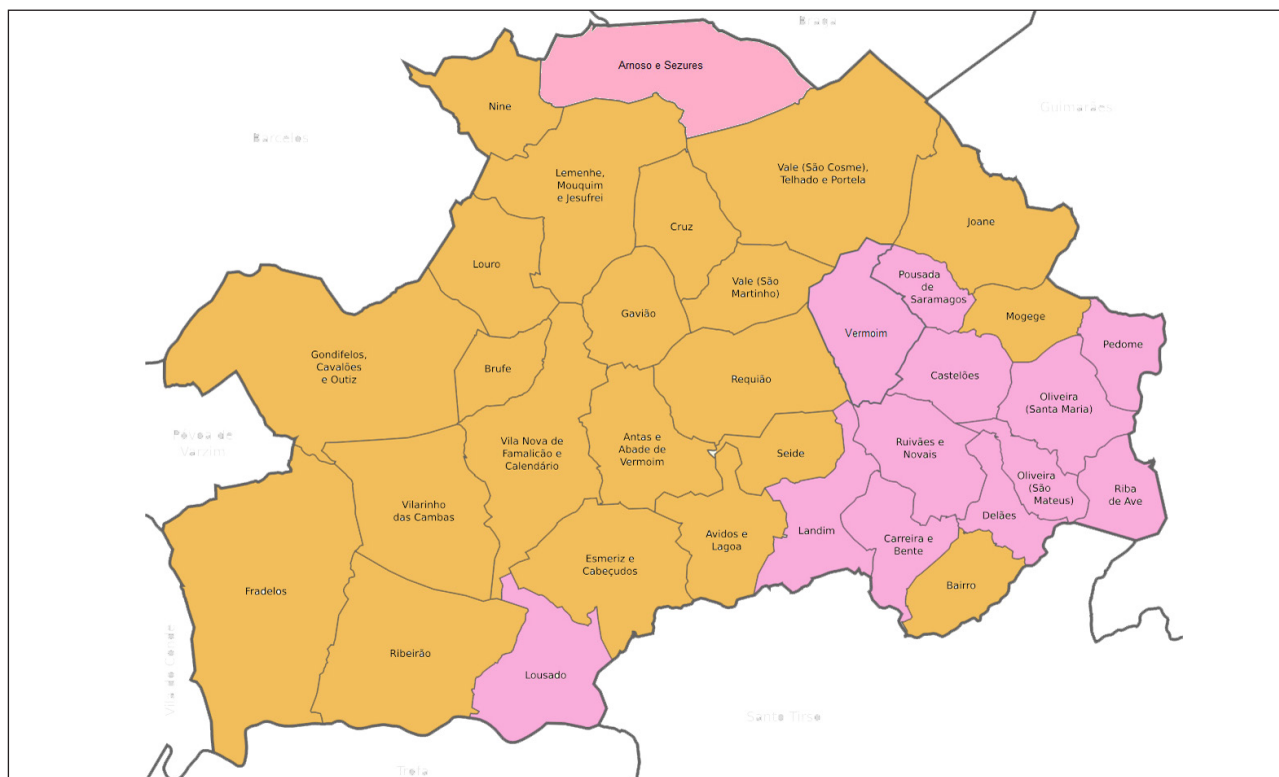 Braga
Arnoso e Sezures
Nine
Guimarães
Barcelos
Lemenhe,
Mouquim
e Jesufrei
Vale (São Cosme),
Telhado e Portela
Cruz
Joane
Louro
Vale (São
Martinho)
Pousada
de
Saramagos
Gavião
Mogege
Vermoim
Pedome
Gondifelos,
Cavalões
e Outiz
Brufe
Requião
Castelões
Oliveira
(Santa Maria)
Póvoa de
Varzim
Vila Nova de
Famalicão e
Calendário
Antas e
Abade de
Vermoim
Seide
Ruivães e
Novais
Oliveira
(São
Mateus)
Riba
de Ave
Vilarinho
das Cambas
Avidos e
Lagoa
Landim
Delães
Carreira e
Bente
Esmeriz e
Cabeçudos
Fradelos
Bairro
Ribeirão
Lousado
Vila do Conde
Santo Tirso
Trofa